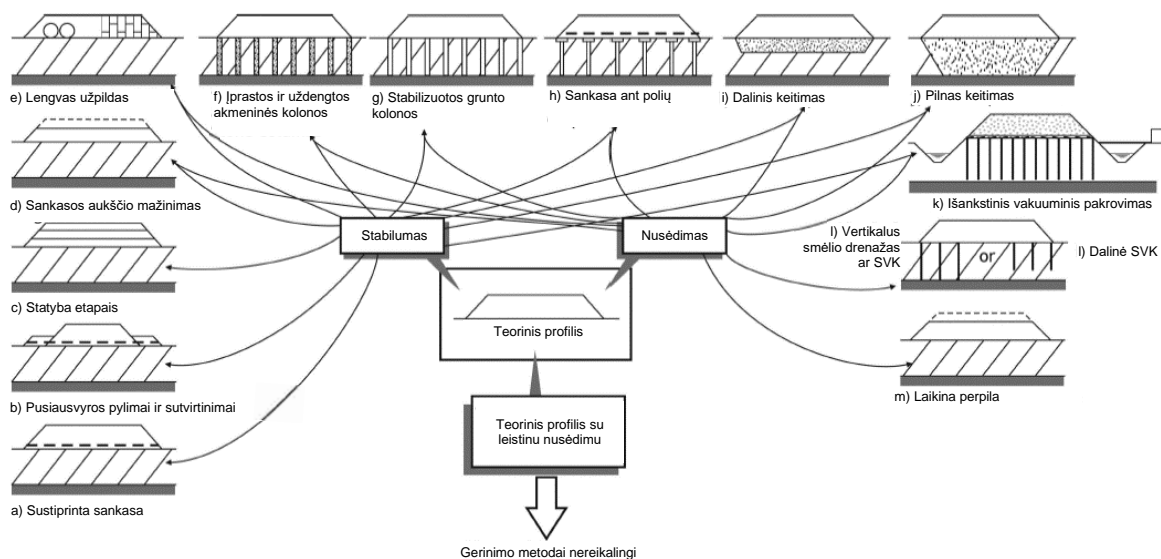 e) Lengvas užpildas
f) Įprastos ir uždengtos
akmeninės kolonos
g) Stabilizuotos grunto
kolonos
h) Sankasa ant polių
i) Dalinis keitimas
j) Pilnas keitimas
d) Sankasos aukščio mažinimas
k) Išankstinis vakuuminis pakrovimas
Stabilumas
Nusėdimas
l) Vertikalus
smėlio drenažas
ar SVK
or
l) Dalinė SVK
c) Statyba etapais
Teorinis profilis
m) Laikina perpila
b) Pusiausvyros pylimai ir sutvirtinimai
Teorinis profilis su
leistinu nusėdimu
a) Sustiprinta sankasa
Gerinimo metodai nereikalingi